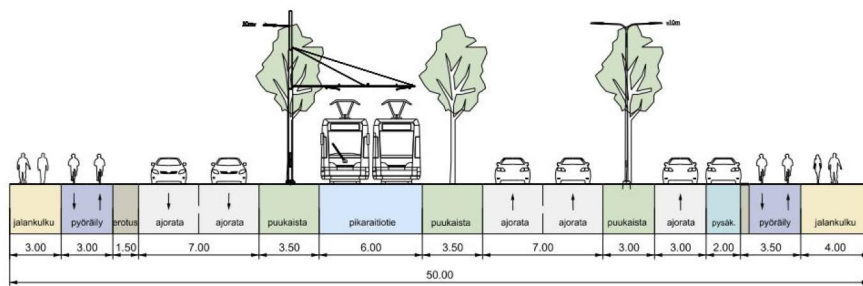 ±10m
jalankulku pyöräily erotus ajorata ajorata puukaista pikaraitiotie puukaista ajorata ajorata puukaista ajorata pysäk. pyöräily jalankulku
3.00 3.00 1.50 7.00 3.50 6.00 3.50 7.00 3.00 3.00 2.00 3.50 4.00
50.00